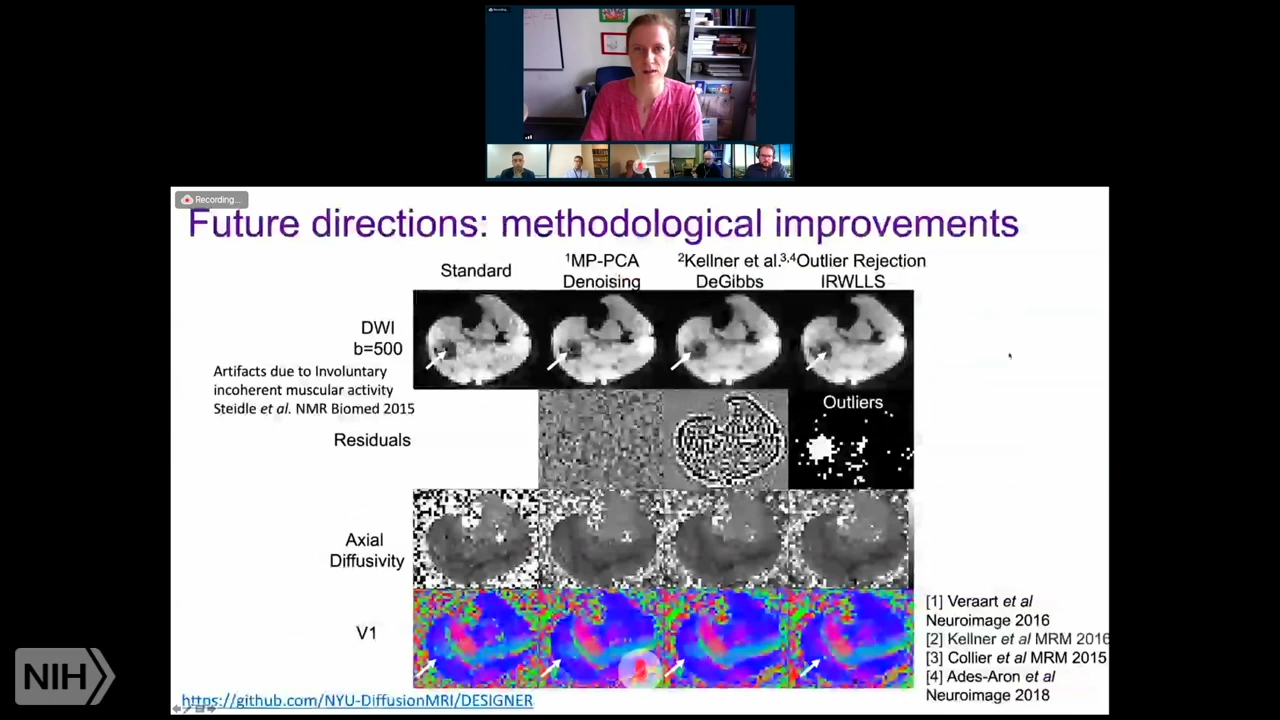 Recording...
Future directions: methodological improvements
Standard
¹MP-PCA
Denoising
²Kellner et al.
DeGibbs
³,⁴Outlier Rejection
IRWLLS
DWI
b=500
Artifacts due to Involuntary
incoherent muscular activity
Steidle et al. NMR Biomed 2015
Residuals
Outliers
Axial
Diffusivity
V1
[1] Veraart et al
Neuroimage 2016
[2] Kellner et al MRM 2016
[3] Collier et al MRM 2015
[4] Ades-Aron et al
Neuroimage 2018
NIH
https://github.com/NYU-DiffusionMRI/DESIGNER